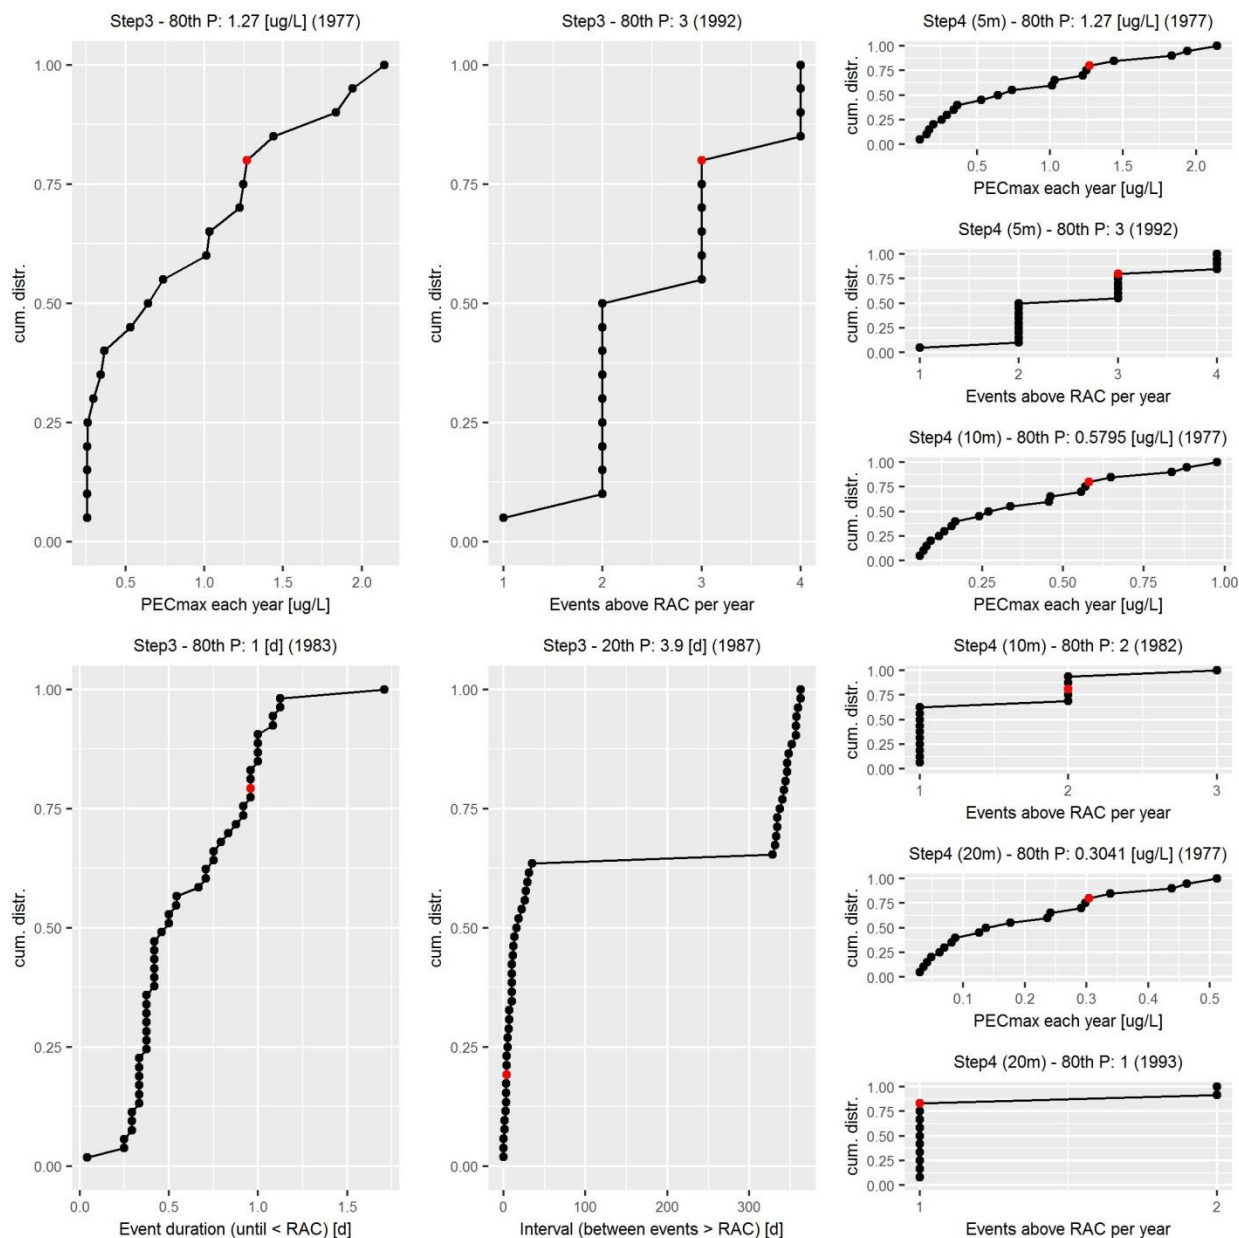 Step3 - 80th P: 1.27 [ug/L] (1977)
cum. distr.
1.00
0.75
0.50
0.25
0.00
0.5 1.0 1.5 2.0
PECmax each year [ug/L]
Step3 - 80th P: 3 (1992)
cum. distr.
1.00
0.75
0.50
0.25
0.00
1 2 3 4
Events above RAC per year
Step4 (5m) - 80th P: 1.27 [ug/L] (1977)
cum. distr.
1.00
0.75
0.50
0.25
0.00
0.5 1.0 1.5 2.0
PECmax each year [ug/L]
Step4 (5m) - 80th P: 3 (1992)
cum. distr.
1.00
0.75
0.50
0.25
0.00
1 2 3 4
Events above RAC per year
Step4 (10m) - 80th P: 0.5795 [ug/L] (1977)
cum. distr.
1.00
0.75
0.50
0.25
0.00
0.25 0.50 0.75 1.00
PECmax each year [ug/L]
Step3 - 80th P: 1 [d] (1983)
cum. distr.
1.00
0.75
0.50
0.25
0.00
0.0 0.5 1.0 1.5
Event duration (until < RAC) [d]
Step3 - 20th P: 3.9 [d] (1987)
cum. distr.
1.00
0.75
0.50
0.25
0.00
0 100 200 300
Interval (between events > RAC) [d]
Step4 (10m) - 80th P: 2 (1982)
cum. distr.
1.00
0.75
0.50
0.25
0.00
1 2 3
Events above RAC per year
Step4 (20m) - 80th P: 0.3041 [ug/L] (1977)
cum. distr.
1.00
0.75
0.50
0.25
0.00
0.1 0.2 0.3 0.4 0.5
PECmax each year [ug/L]
Step4 (20m) - 80th P: 1 (1993)
cum. distr.
1.00
0.75
0.50
0.25
0.00
1 2
Events above RAC per year